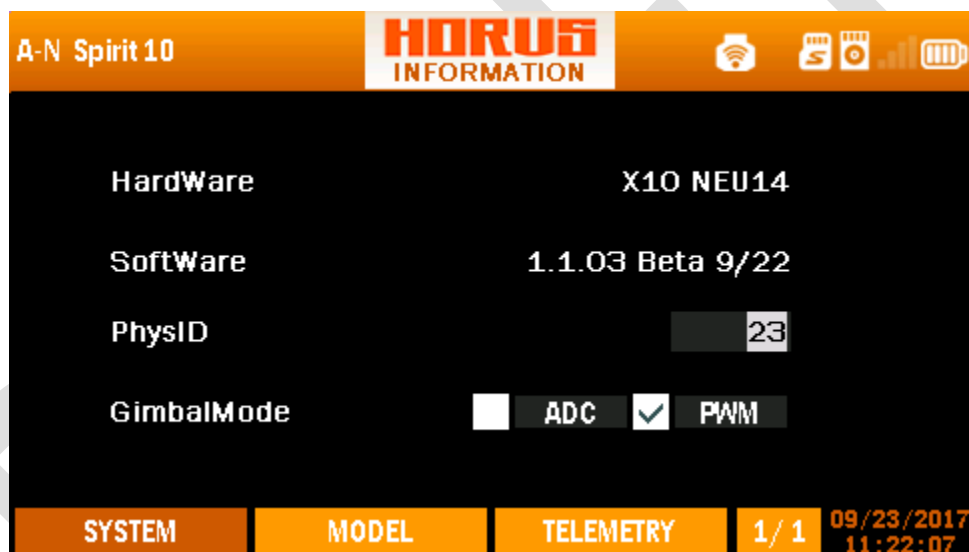 A-N Spirit 10
HORUS
INFORMATION
HardWare X10 NEU14
SoftWare 1.1.03 Beta 9/22
PhysID 23
GimbalMode ADC PWM
SYSTEM MODEL TELEMETRY 1/1 09/23/2017
11:22:07